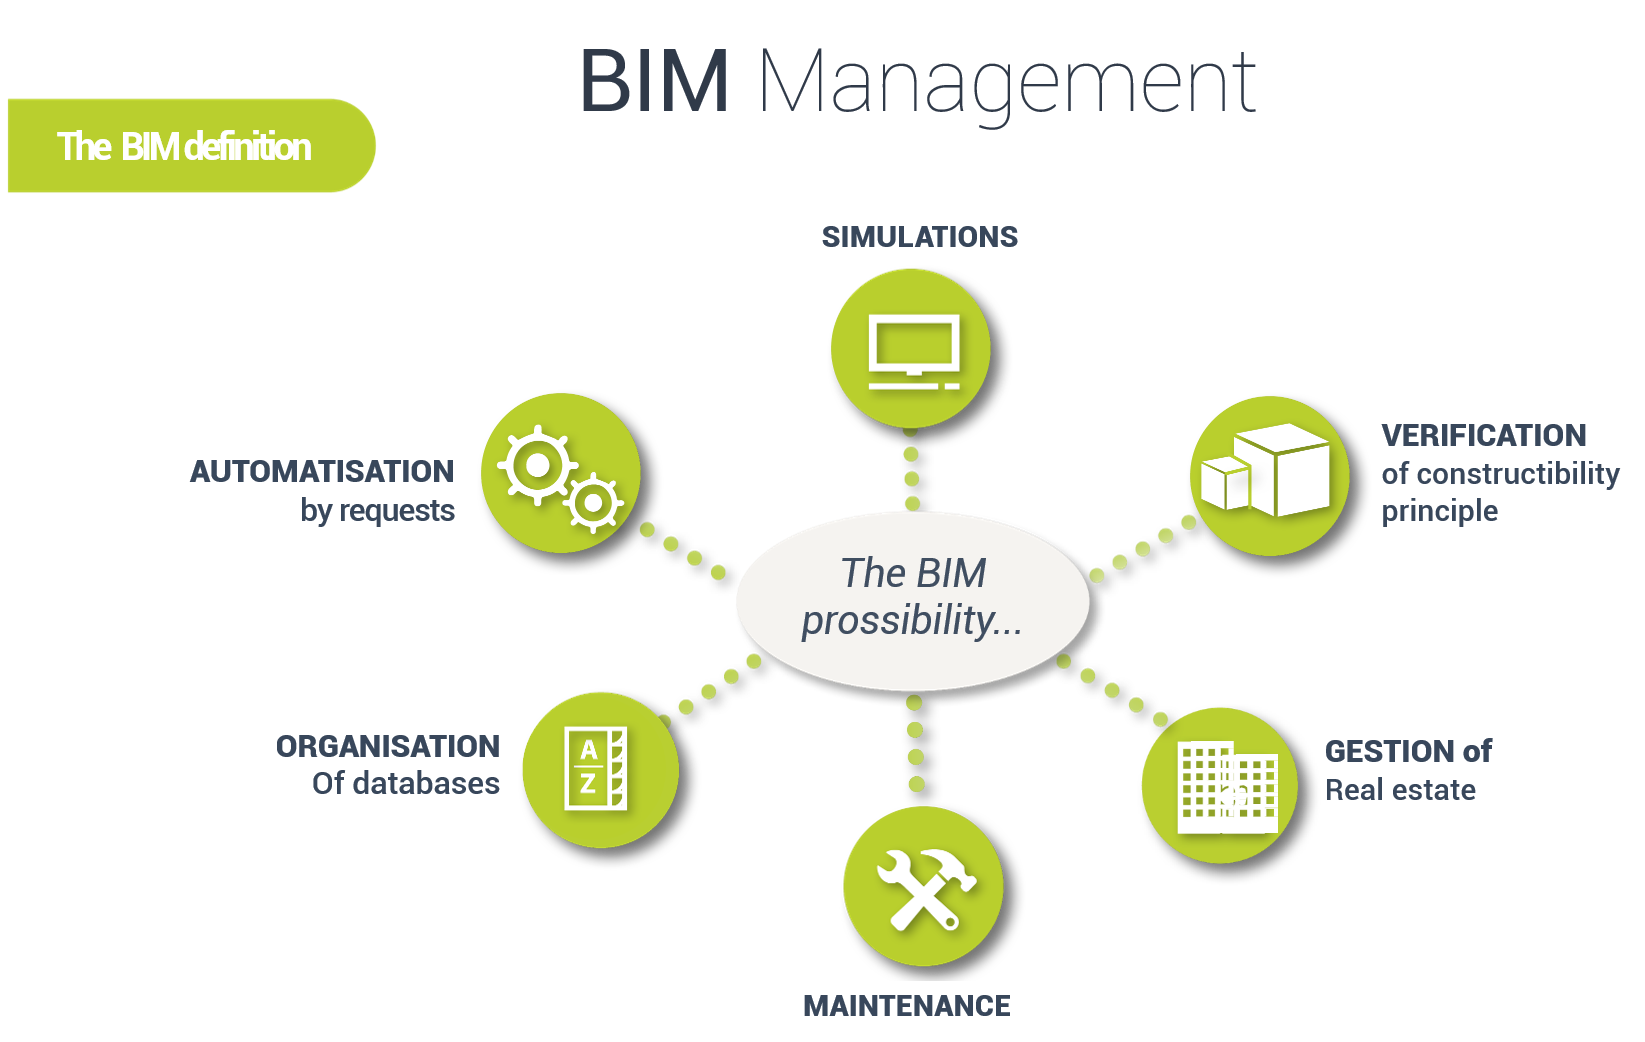 BIM Management
The BIM definition
SIMULATIONS
AUTOMATISATION
by requests
VERIFICATION
of constructibility
principle
The BIM
prossibility...
ORGANISATION
Of databases
A
Z
GESTION of
Real estate
MAINTENANCE